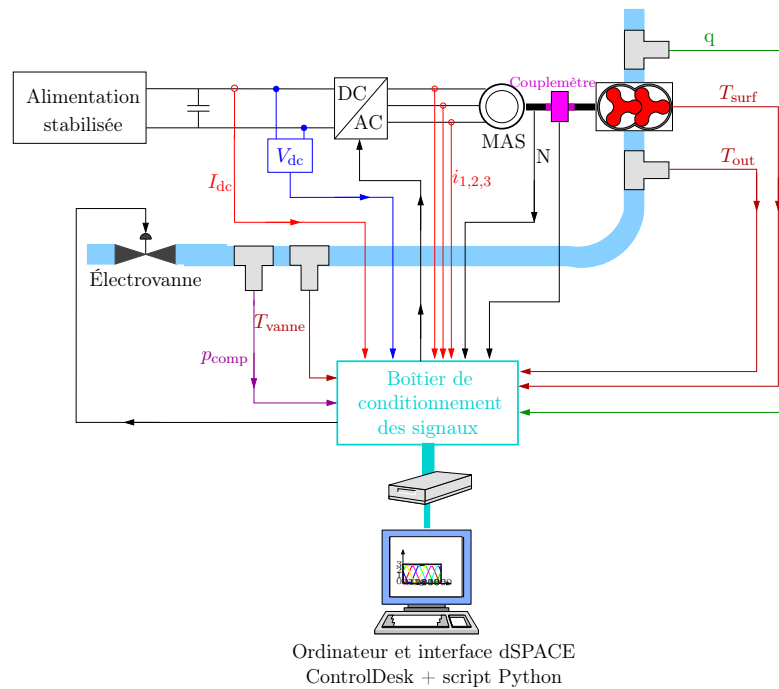 q
Alimentation
stabilisée
DC
AC
Couplemètre
MAS
T_surf
V_dc
N
T_out
I_dc
i_1,2,3
Électrovanne
T_vanne
p_comp
Boîtier de
conditionnement
des signaux
Ordinateur et interface dSPACE
ControlDesk + script Python